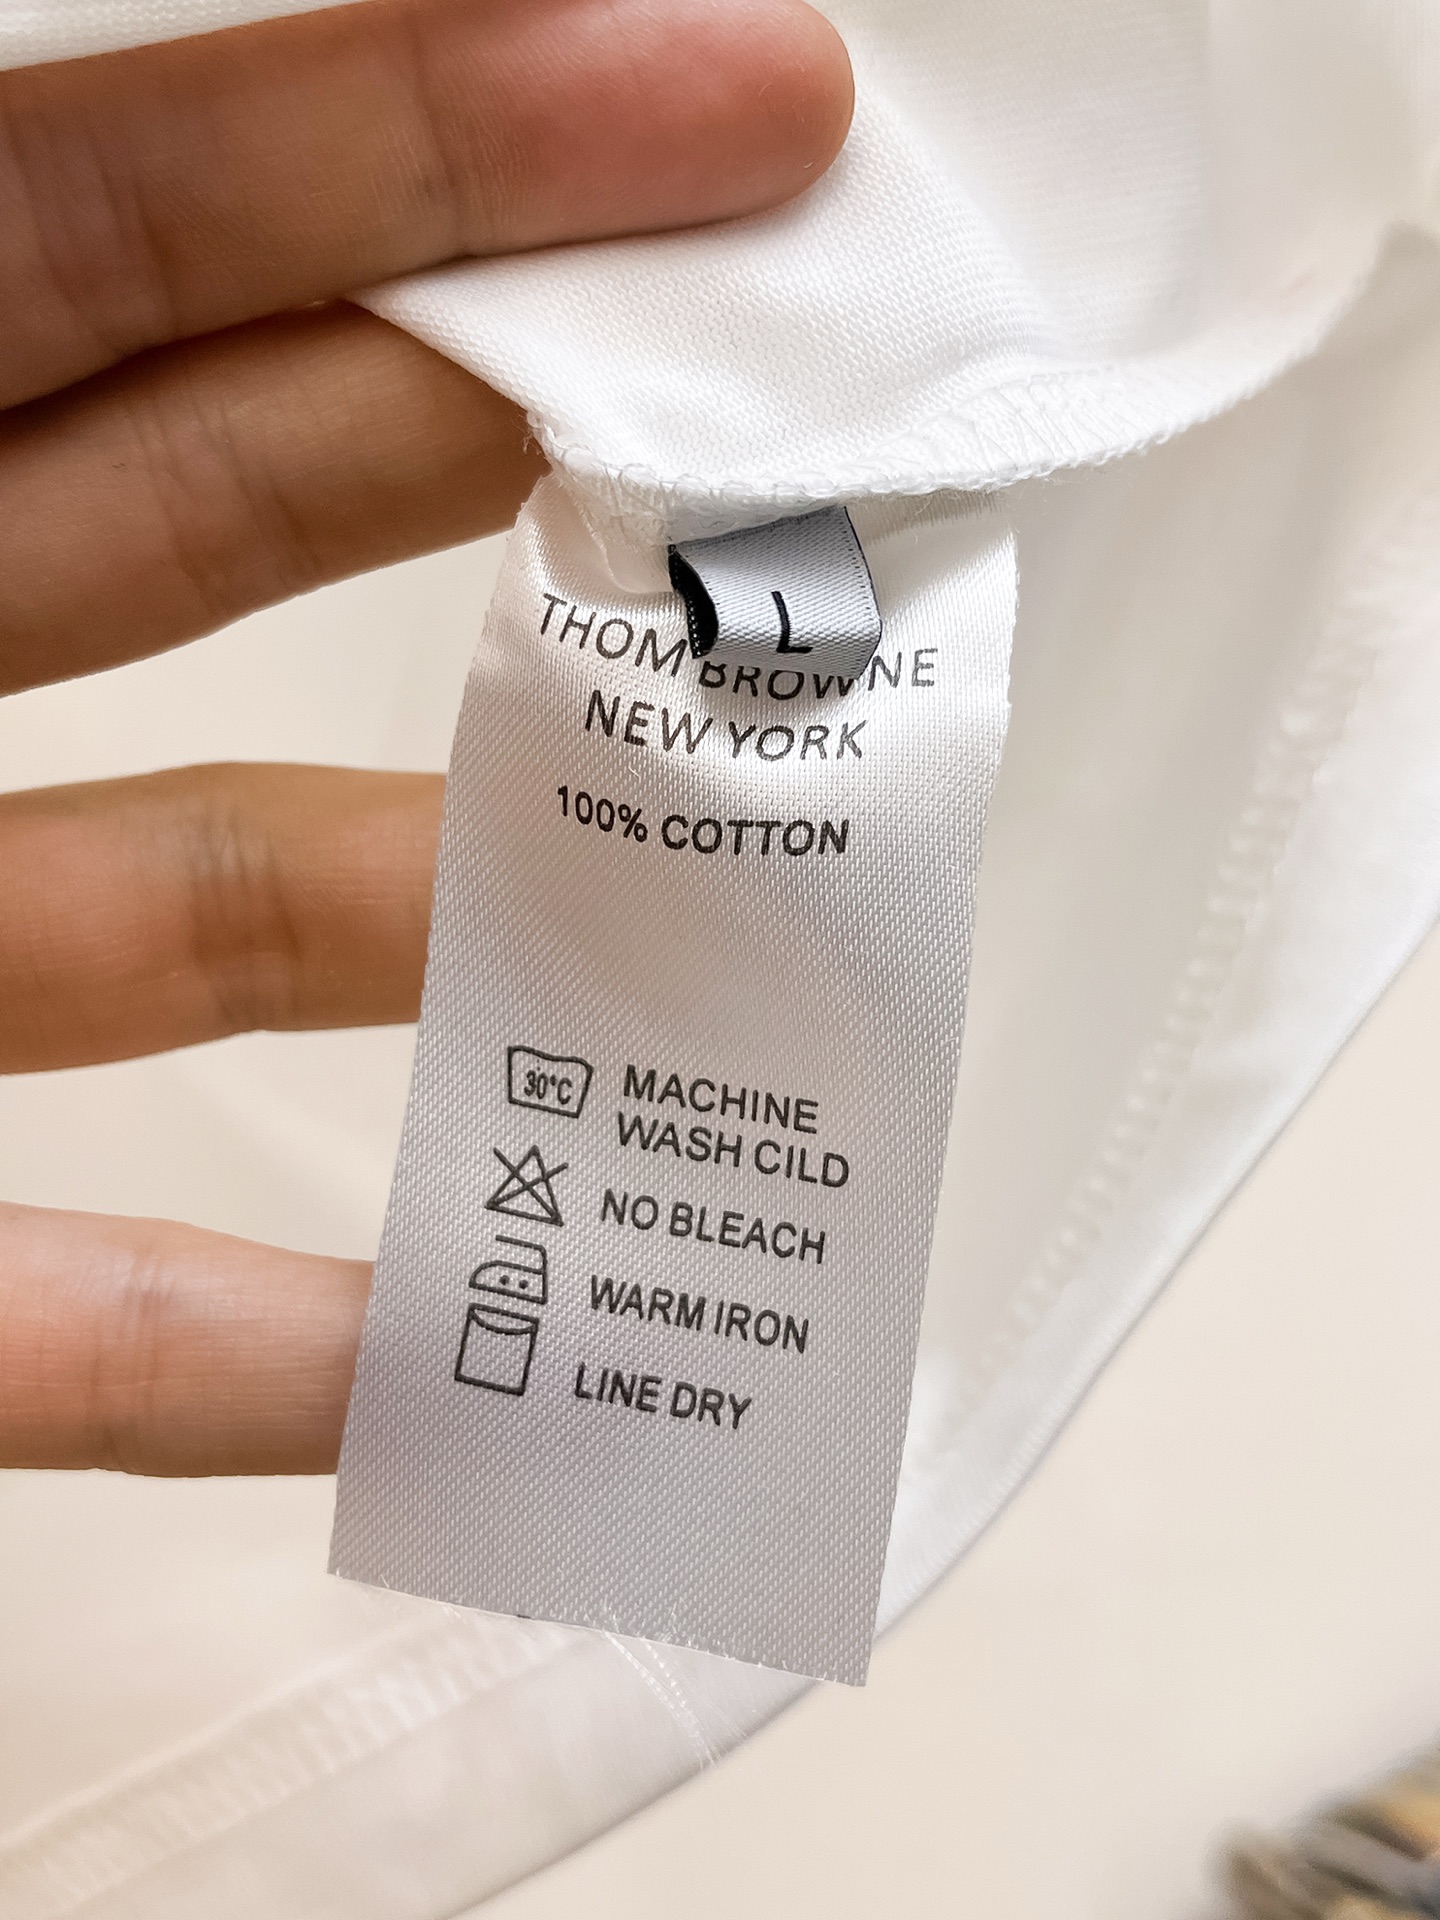 L
THOM BROWNE
NEW YORK
100% COTTON
30°C
MACHINE
WASH CILD
NO BLEACH
WARM IRON
LINE DRY